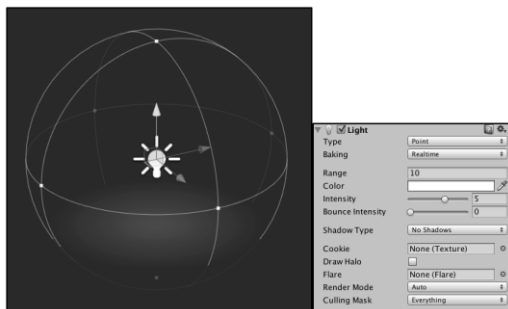 Light
Type Point
Baking Realtime
Range 10
Color
Intensity 5
Bounce Intensity 0
Shadow Type No Shadows
Cookie None (Texture)
Draw Halo
Flare None (Flare)
Render Mode Auto
Culling Mask Everything